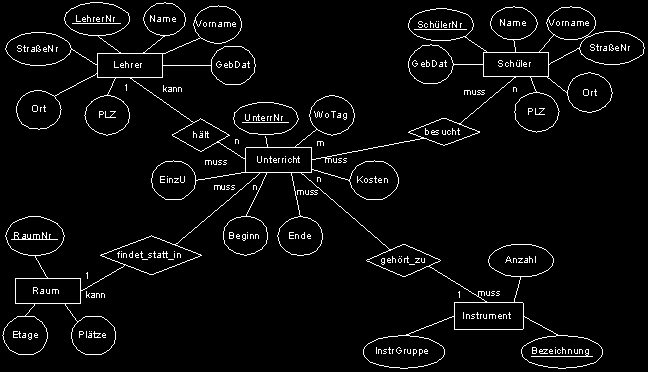 LehrerNr
Name
Vorname
StraßeNr
Lehrer
GebDat
Ort
PLZ
1
kann
SchülerNr
Name
Vorname
StraßeNr
GebDat
Schüler
Ort
PLZ
muss
n
hält
n
muss
UnterrNr
WoTag
m
muss
besucht
Unterricht
EinzU
muss
n
Beginn
Ende
muss
n
Kosten
RaumNr
findet_statt_in
1
kann
Raum
Etage
Plätze
gehört_zu
1
muss
Anzahl
Instrument
InstrGruppe
Bezeichnung